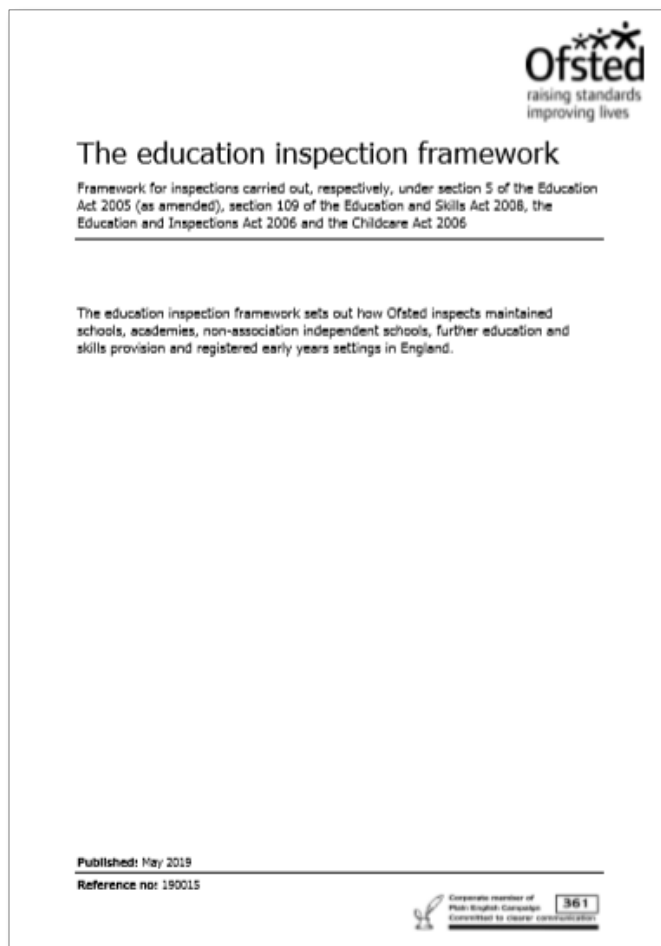 Ofsted
raising standards
improving lives
The education inspection framework
Framework for inspections carried out, respectively, under section 5 of the Education
Act 2005 (as amended), section 109 of the Education and Skills Act 2008, the
Education and Inspections Act 2006 and the Childcare Act 2006
The education inspection framework sets out how Ofsted inspects maintained
schools, academies, non-association independent schools, further education and
skills provision and registered early years settings in England.
Published: May 2019
Reference no: 190015
Corporate member of
Plain English Campaign
Committed to clearer communication
361